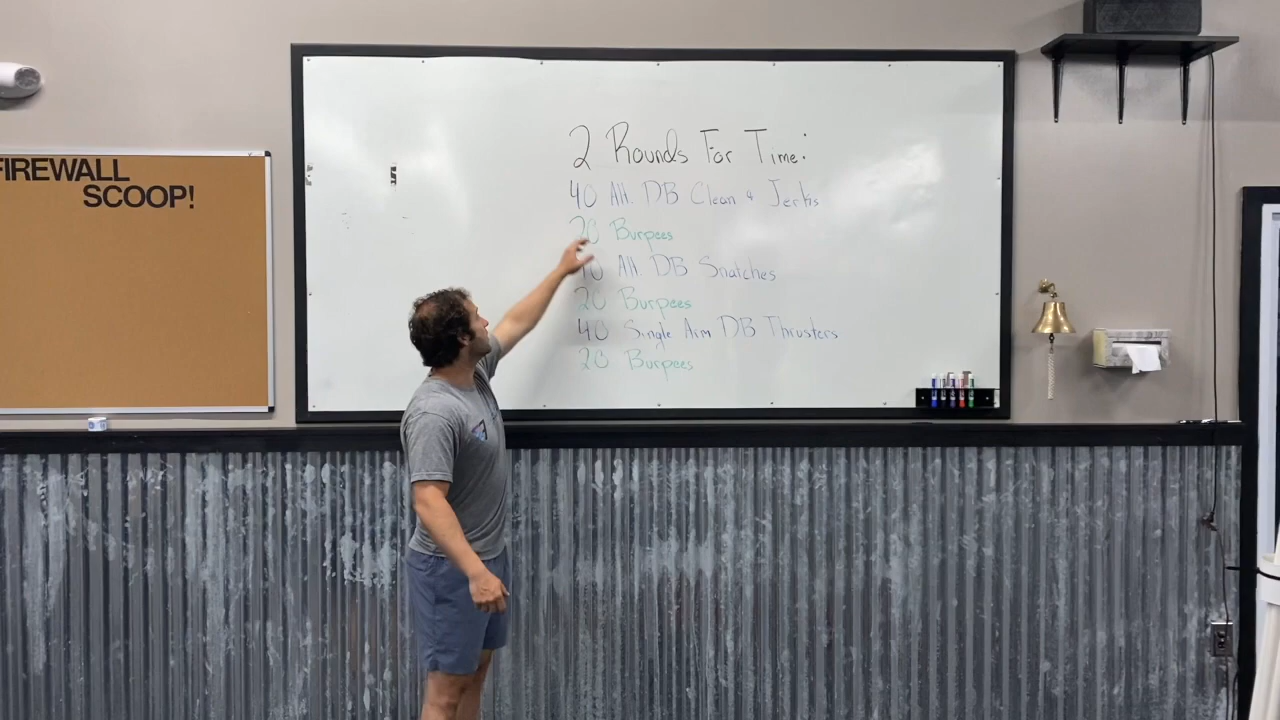 FIREWALL
SCOOP!
2 Rounds For Time:
40 Alt. DB Clean & Jerks
20 Burpees
40 Alt. DB Snatches
20 Burpees
40 Single Arm DB Thrusters
20 Burpees